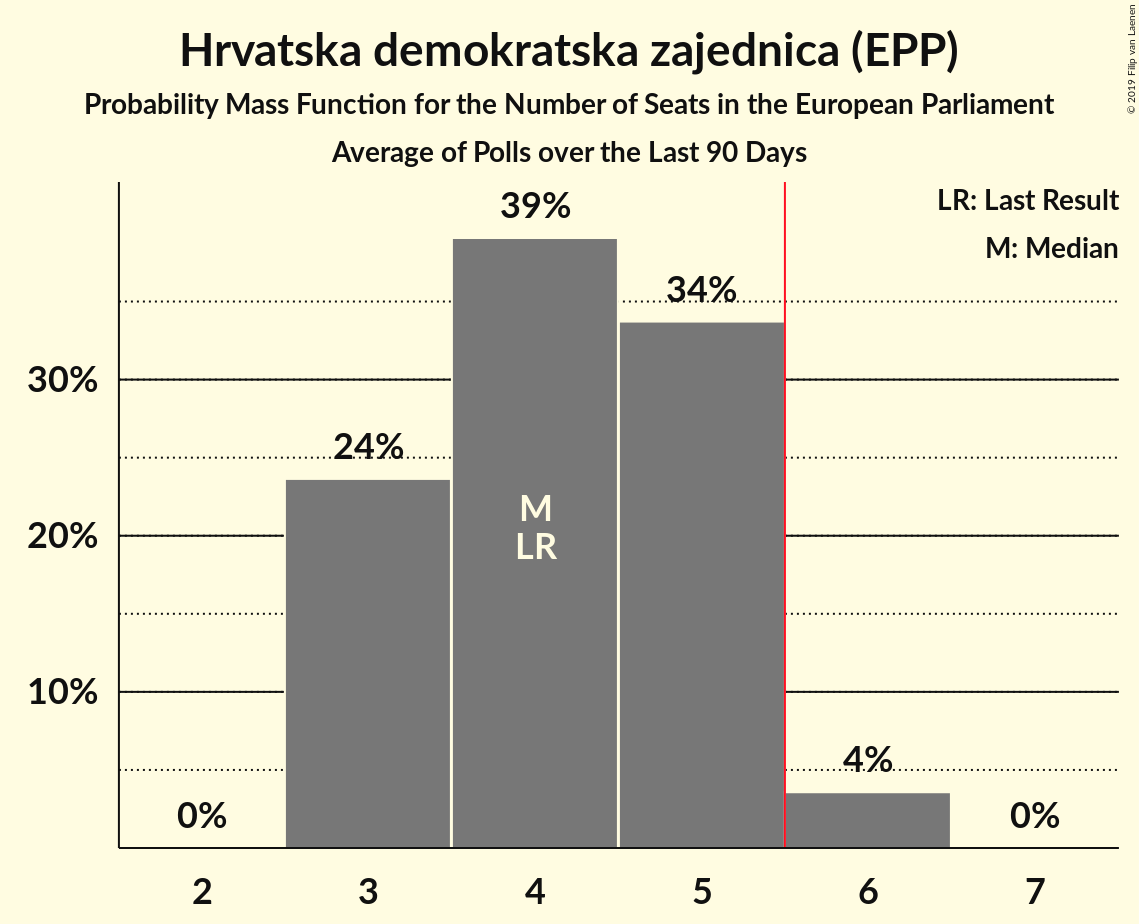 Hrvatska demokratska zajednica (EPP)
Probability Mass Function for the Number of Seats in the European Parliament
Average of Polls over the Last 90 Days
© 2019 Filip van Laenen
LR: Last Result
M: Median
39%
34%
30%
24%
M
LR
20%
10%
4%
0%
0%
2 3 4 5 6 7